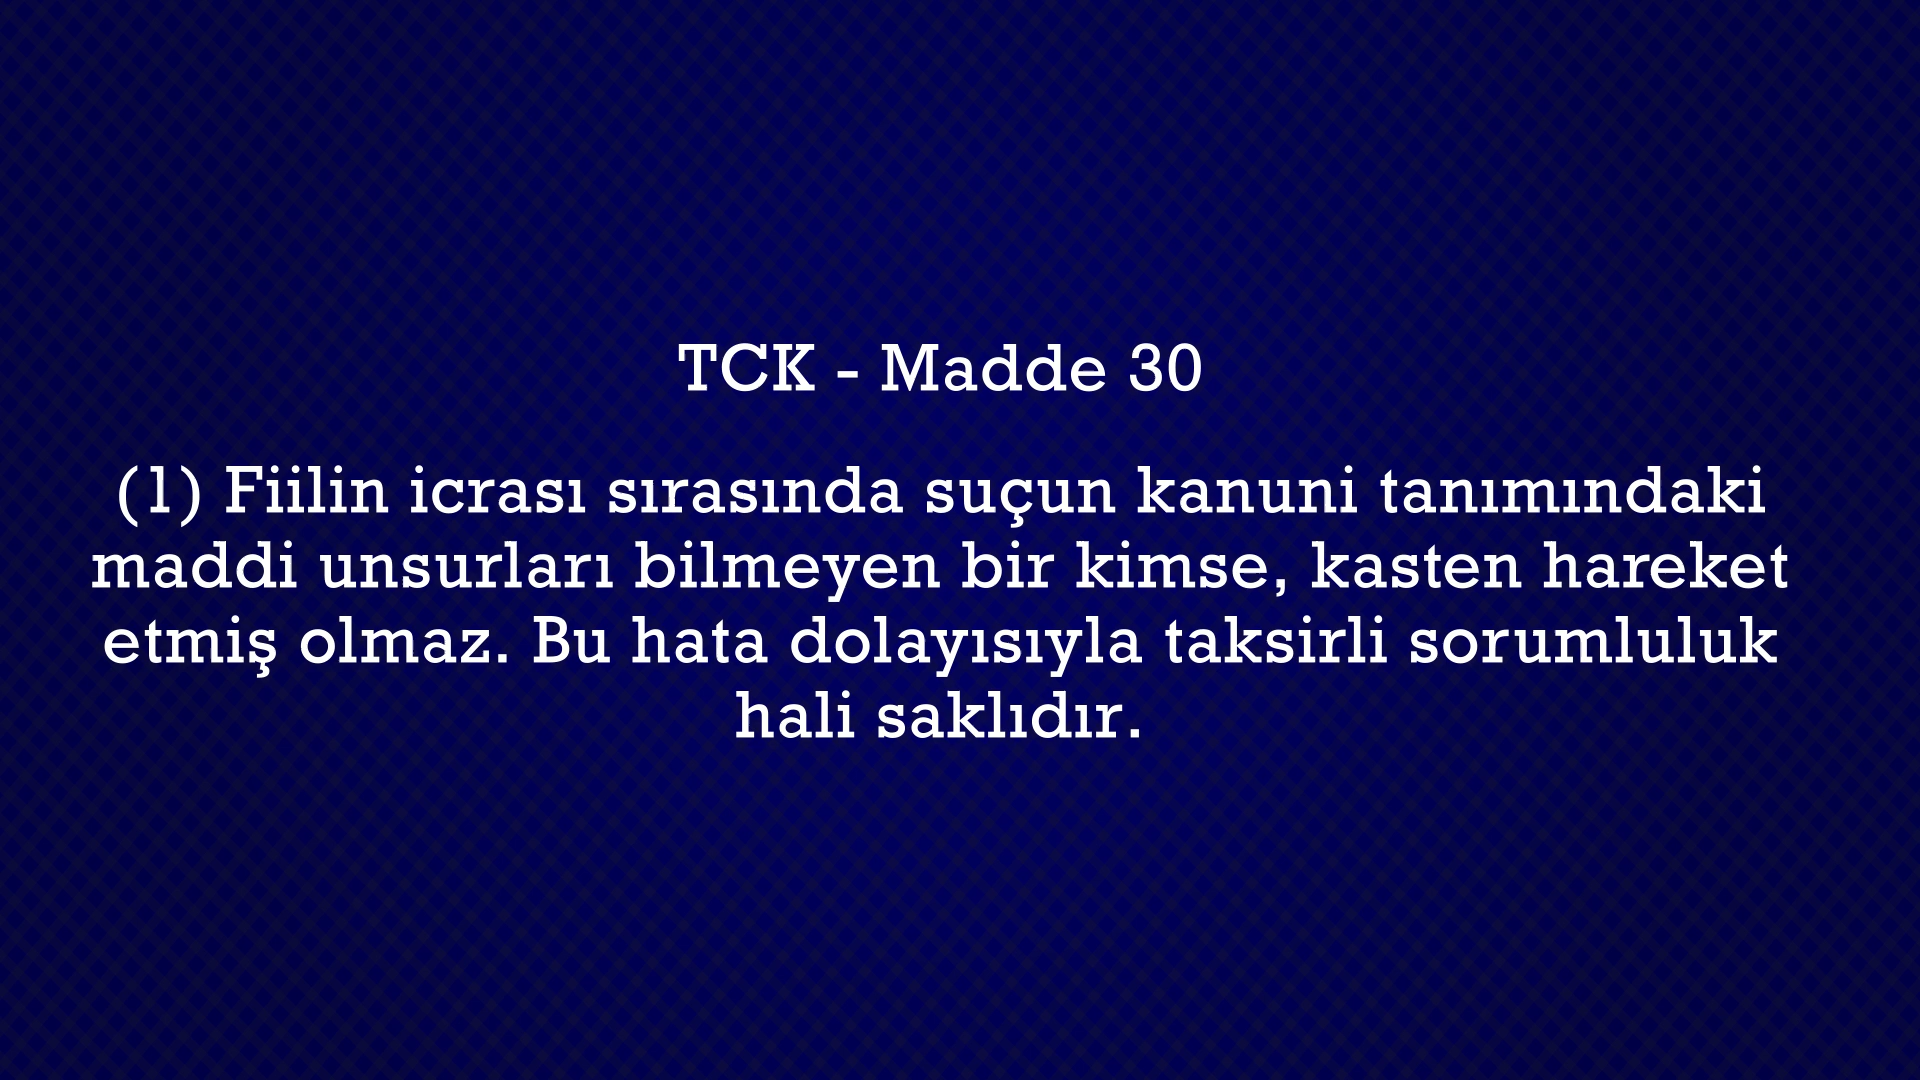 TCK - Madde 30
(1) Fiilin icrası sırasında suçun kanuni tanımındaki
maddi unsurları bilmeyen bir kimse, kasten hareket
etmiş olmaz. Bu hata dolayısıyla taksirli sorumluluk
hali saklıdır.